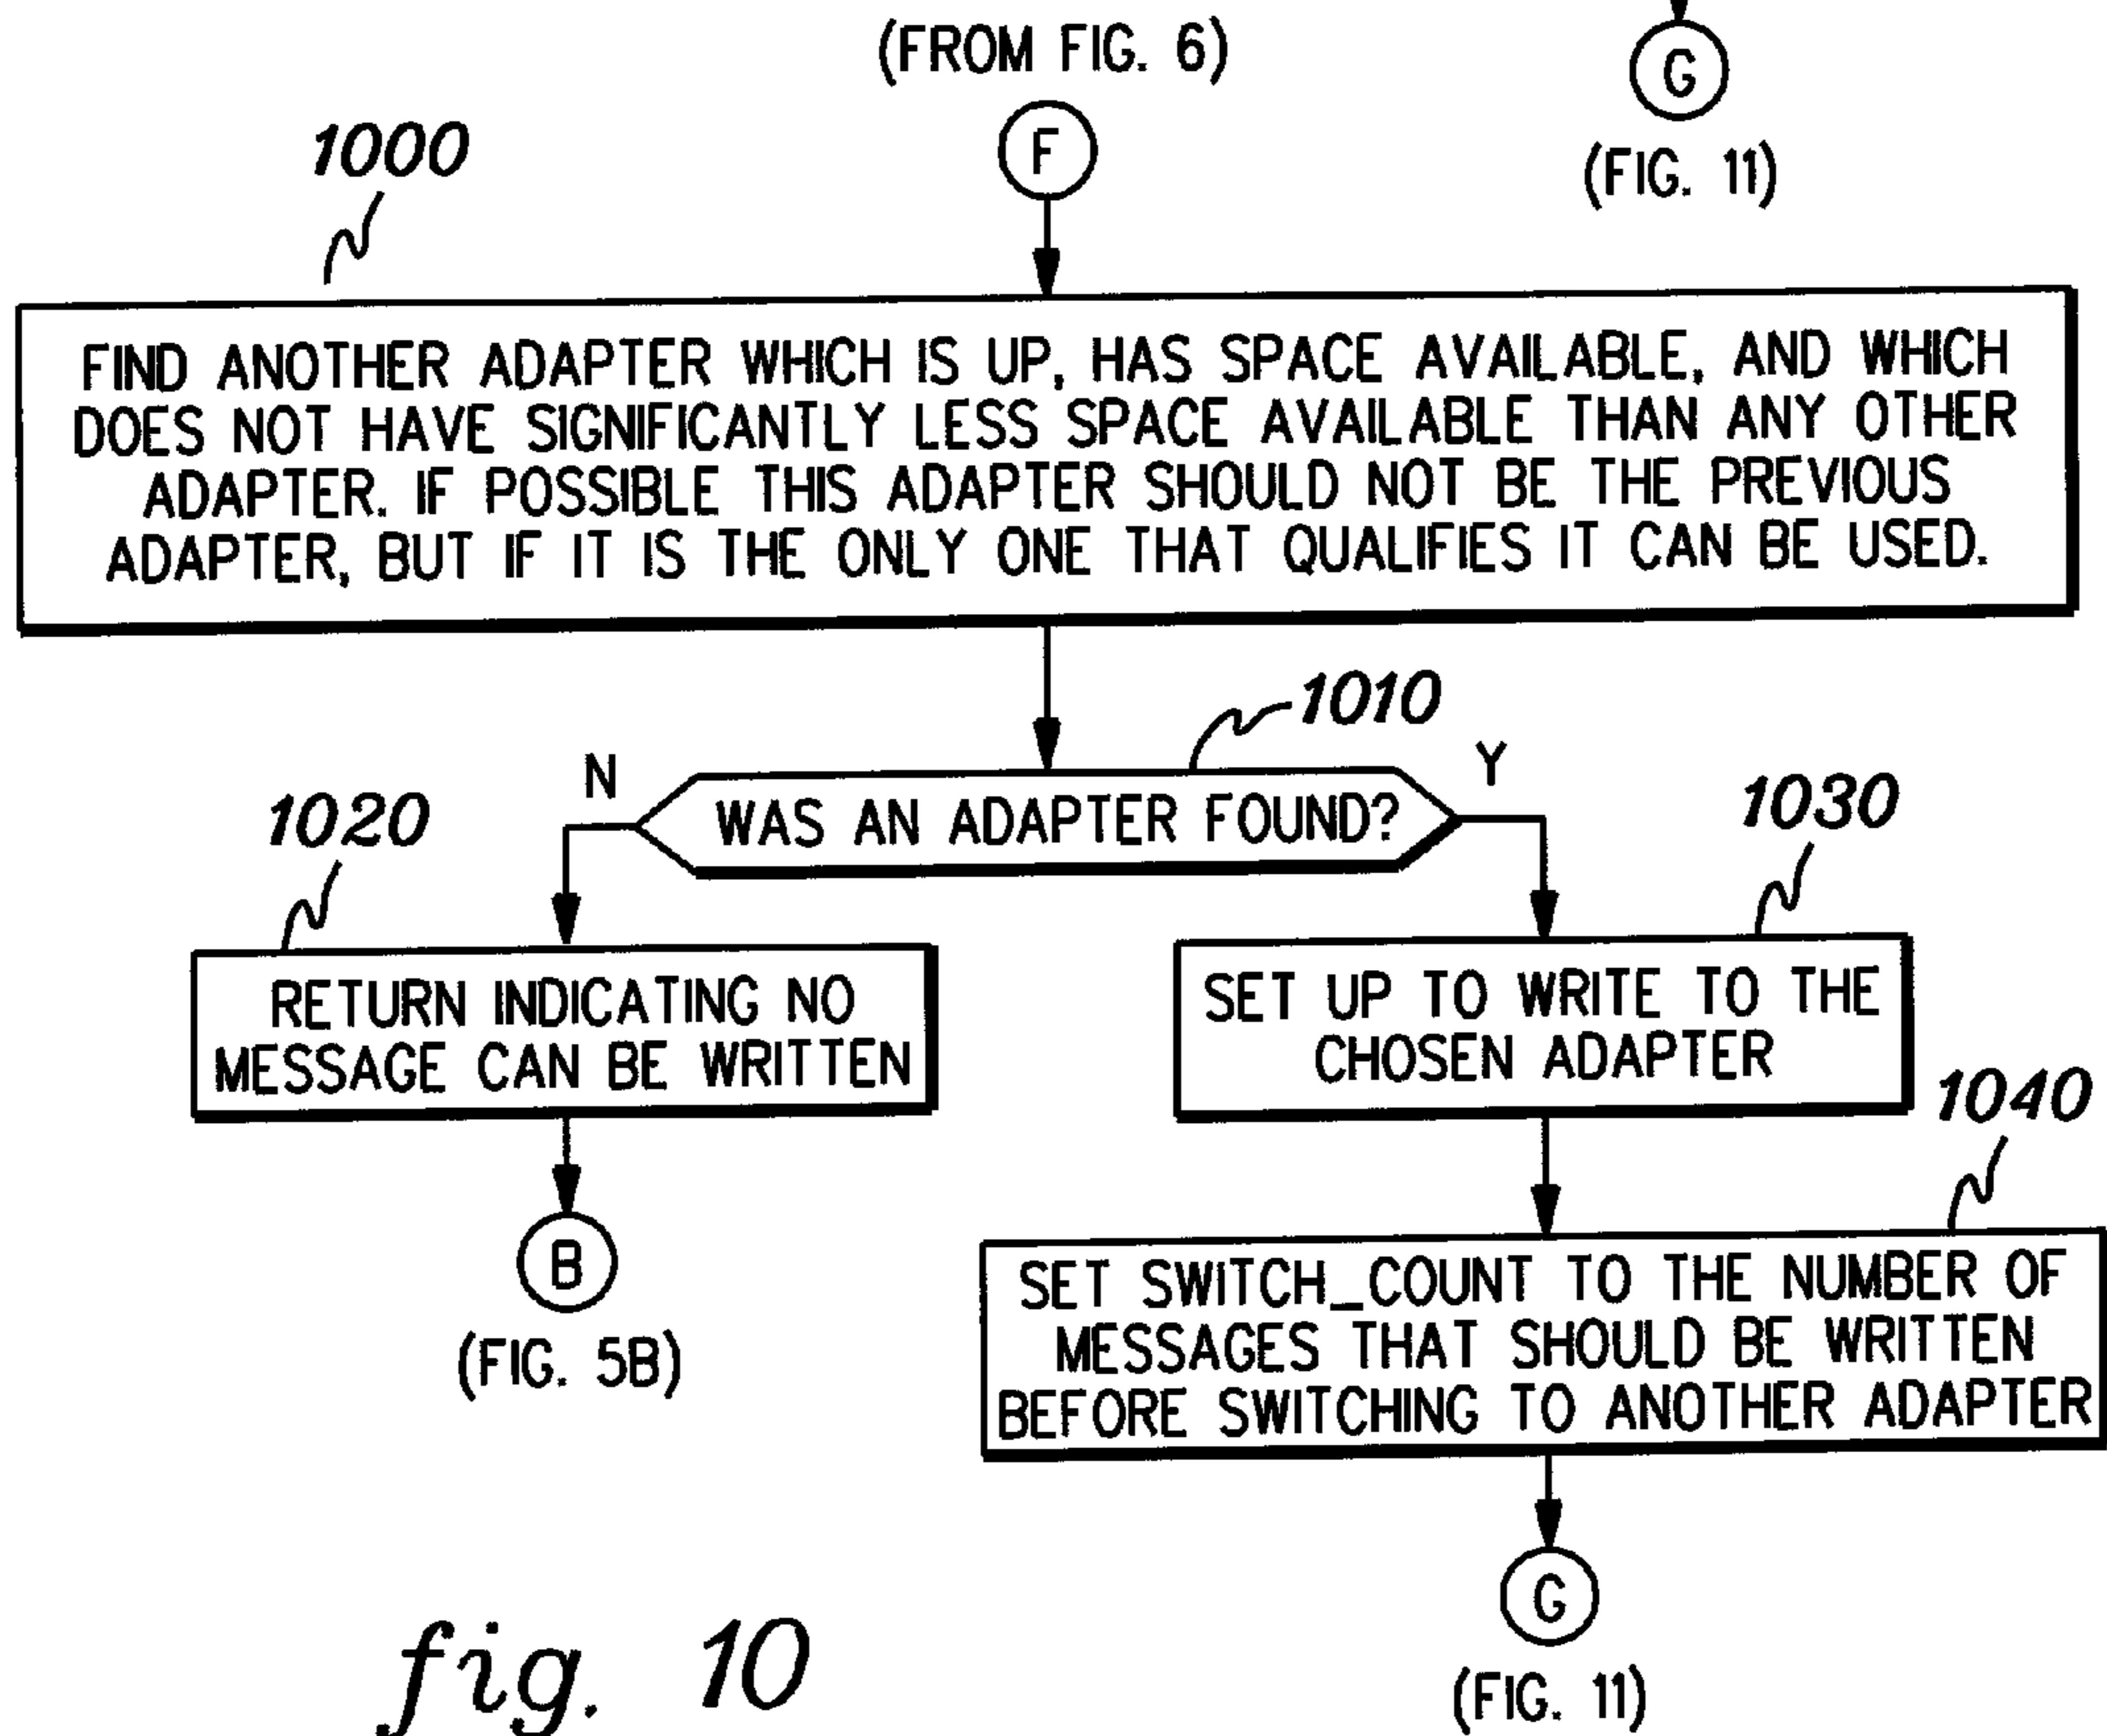 (FROM FIG. 6)
F
G
(FIG. 11)
1000
FIND ANOTHER ADAPTER WHICH IS UP, HAS SPACE AVAILABLE, AND WHICH
DOES NOT HAVE SIGNIFICANTLY LESS SPACE AVAILABLE THAN ANY OTHER
ADAPTER. IF POSSIBLE THIS ADAPTER SHOULD NOT BE THE PREVIOUS
ADAPTER, BUT IF IT IS THE ONLY ONE THAT QUALIFIES IT CAN BE USED.
1010
N
WAS AN ADAPTER FOUND?
Y
1020
RETURN INDICATING NO
MESSAGE CAN BE WRITTEN
B
(FIG. 5B)
1030
SET UP TO WRITE TO THE
CHOSEN ADAPTER
1040
SET SWITCH_COUNT TO THE NUMBER OF
MESSAGES THAT SHOULD BE WRITTEN
BEFORE SWITCHING TO ANOTHER ADAPTER
G
(FIG. 11)
fig. 10